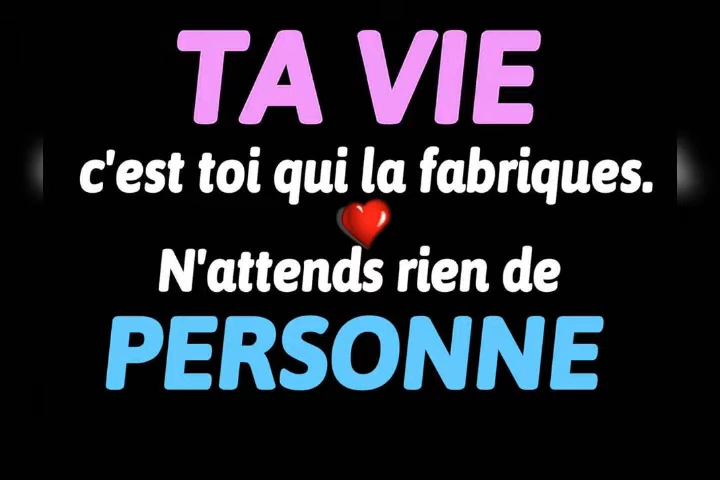 TA VIE
c'est toi qui la fabriques.
N'attends rien de
PERSONNE